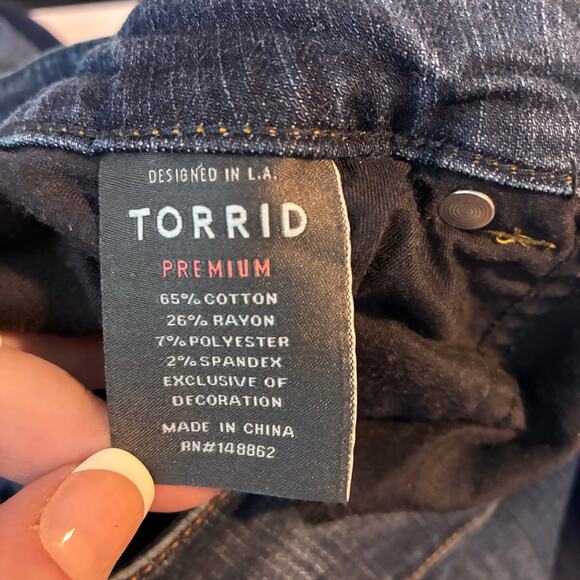 DESIGNED IN L.A.
TORRID
PREMIUM
65% COTTON
26% RAYON
7% POLYESTER
2% SPANDEX
EXCLUSIVE OF
DECORATION
MADE IN CHINA
RN#148862